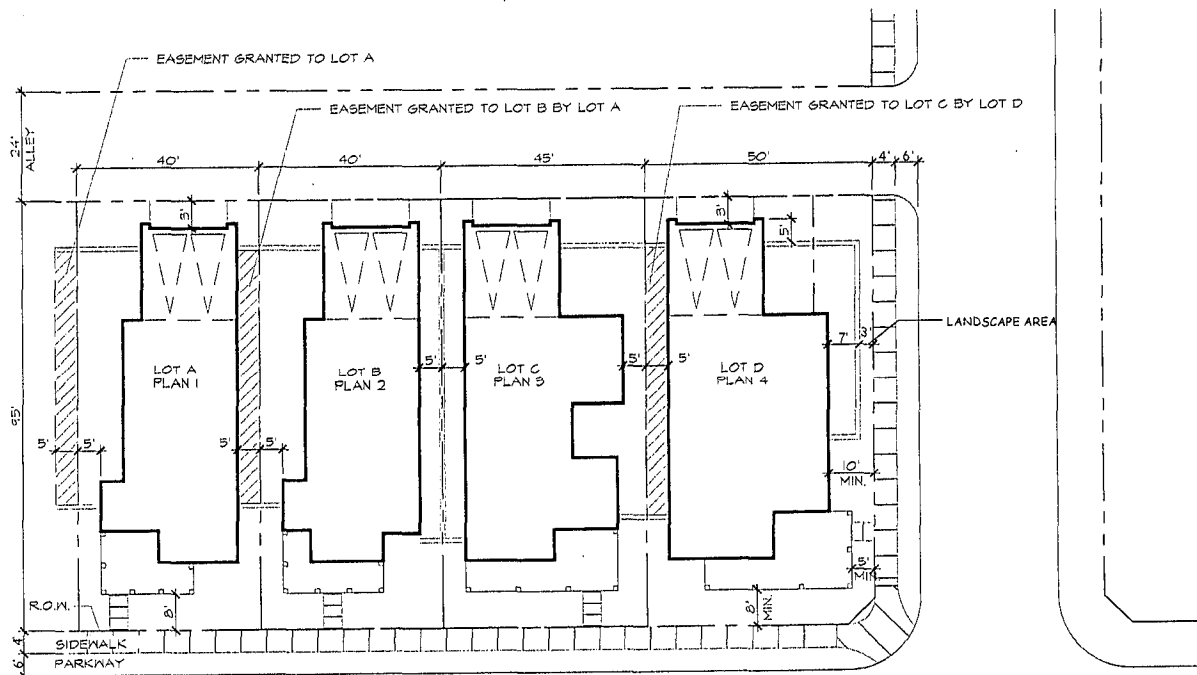 EASEMENT GRANTED TO LOT A
EASEMENT GRANTED TO LOT B BY LOT A
EASEMENT GRANTED TO LOT C BY LOT D
24'
ALLEY
40'
40'
45'
50'
4'
6'
3'
3'
5'
LANDSCAPE AREA
7'
3'
LOT A
PLAN 1
LOT B
PLAN 2
5'
5'
LOT C
PLAN 3
5'
5'
LOT D
PLAN 4
95'
5'
5'
5'
5'
10'
MIN.
5'
MIN.
8'
8'
MIN.
R.O.W.
4'
SIDEWALK
6'
PARKWAY